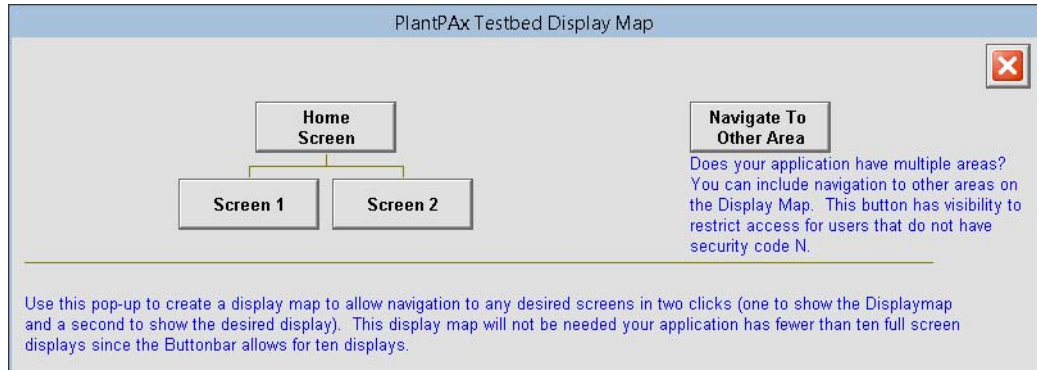 PlantPAx Testbed Display Map
Home
Screen
Navigate To
Other Area
Does your application have multiple areas?
You can include navigation to other areas on
the Display Map.  This button has visibility to
restrict access for users that do not have
security code N.
Screen 1
Screen 2
Use this pop-up to create a display map to allow navigation to any desired screens in two clicks (one to show the Displaymap
and a second to show the desired display).  This display map will not be needed your application has fewer than ten full screen
displays since the Buttonbar allows for ten displays.